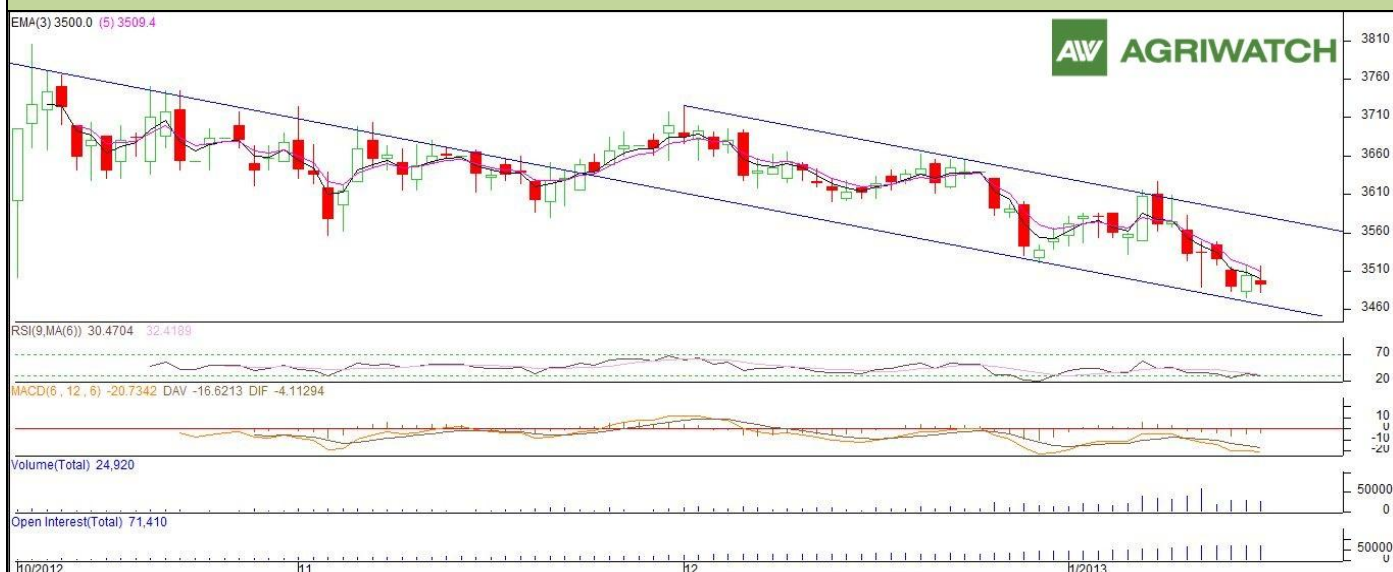 EMA(3) 3500.0 (5) 3509.4
AW AGRIWATCH
3810
3760
3710
3660
3610
3560
3510
3460
RSI(9,MA(6)) 30.4704 32.4189
70
20
MACD(6 , 12 , 6) -20.7342 DAV -16.6213 DIF -4.11294
10
0
-10
-20
Volume(Total) 24,920
50000
0
Open Interest(Total) 71,410
50000
0
10/2012 11 12 1/2013